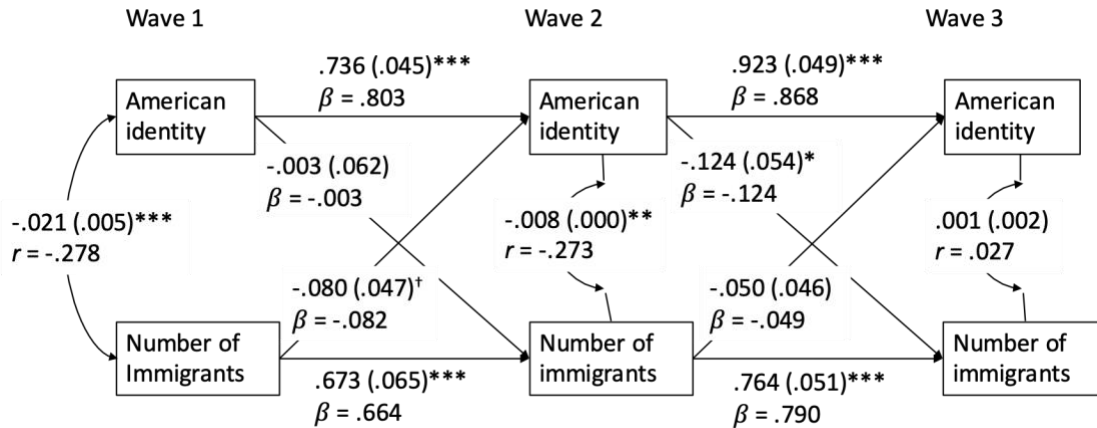 Wave 1
Wave 2
Wave 3
.736 (.045)***
β = .803
.923 (.049)***
β = .868
American
identity
American
identity
American
identity
-.003 (.062)
β = -.003
-.124 (.054)*
β = -.124
-.021 (.005)***
r = -.278
-.008 (.000)**
r = -.273
.001 (.002)
r = .027
-.080 (.047)†
β = -.082
-.050 (.046)
β = -.049
Number of
Immigrants
Number of
immigrants
Number of
immigrants
.673 (.065)***
β = .664
.764 (.051)***
β = .790